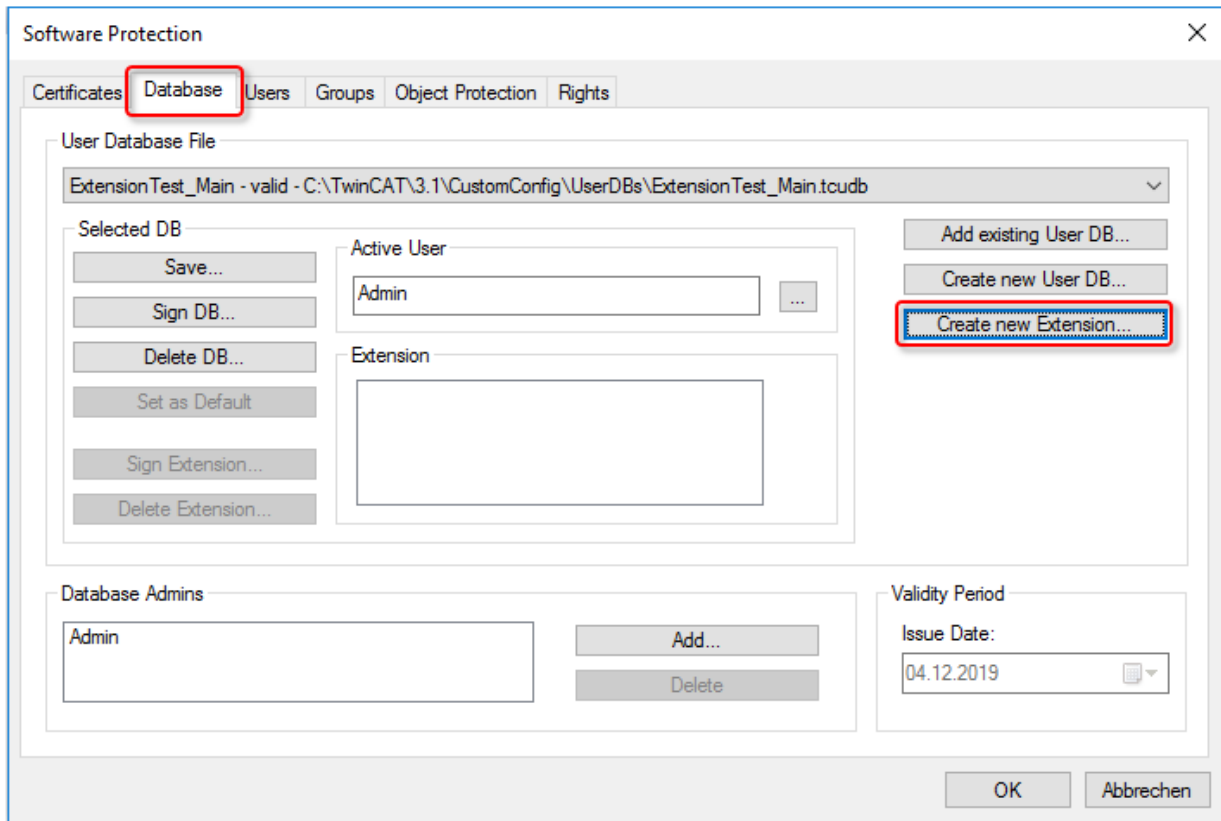 Software Protection
Certificates Database Users Groups Object Protection Rights
User Database File
ExtensionTest_Main - valid - C:\TwinCAT\3.1\CustomConfig\UserDBs\ExtensionTest_Main.tcudb
Selected DB
Save...
Sign DB...
Delete DB...
Set as Default
Sign Extension...
Delete Extension...
Active User
Admin
...
Extension
Add existing User DB...
Create new User DB...
Create new Extension...
Database Admins
Admin
Add...
Delete
Validity Period
Issue Date:
04.12.2019
OK Abbrechen